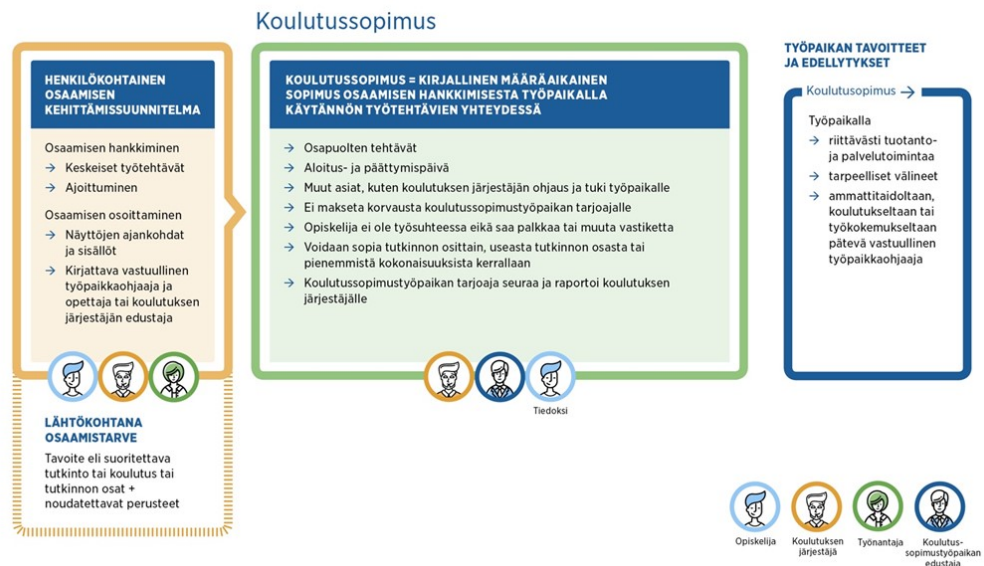 Koulutussopimus
HENKILÖKOHTAINEN
OSAAMISEN
KEHITTÄMISSUUNNITELMA
Osaamisen hankkiminen
→ Keskeiset työtehtävät
→ Ajoittuminen
Osaamisen osoittaminen
→ Näyttöjen ajankohdat
ja sisällöt
→ Kirjattava vastuullinen
työpaikkaohjaaja ja
opettaja tai koulutuksen
järjestäjän edustaja
LÄHTÖKOHTANA
OSAAMISTARVE
Tavoite eli suoritettava
tutkinto tai koulutus tai
tutkinnon osat +
noudatettavat perusteet
KOULUTUSSOPIMUS = KIRJALLINEN MÄÄRÄAIKAINEN
SOPIMUS OSAAMISEN HANKKIMISESTA TYÖPAIKALLA
KÄYTÄNNÖN TYÖTEHTÄVIEN YHTEYDESSÄ
→ Osapuolten tehtävät
→ Aloitus- ja päättymispäivä
→ Muut asiat, kuten koulutuksen järjestäjän ohjaus ja tuki työpaikalle
→ Ei makseta korvausta koulutussopimustyöpaikan tarjoajalle
→ Opiskelija ei ole työsuhteessa eikä saa palkkaa tai muuta vastiketta
→ Voidaan sopia tutkinnon osittain, useasta tutkinnon osasta tai
pienemmistä kokonaisuuksista kerrallaan
→ Koulutussopimustyöpaikan tarjoaja seuraa ja raportoi koulutuksen
järjestäjälle
Tiedoksi
TYÖPAIKAN TAVOITTEET
JA EDELLYTYKSET
Koulutusopimus →
Työpaikalla
→ riittävästi tuotanto-
ja palvelutoimintaa
→ tarpeelliset välineet
→ ammattitaidoltaan,
koulutukseltaan tai
työkokemukseltaan
pätevä vastuullinen
työpaikkaohjaaja
Opiskelija
Koulutuksen
järjestäjä
Työnantaja
Koulutus-
sopimustyöpaikan
edustaja